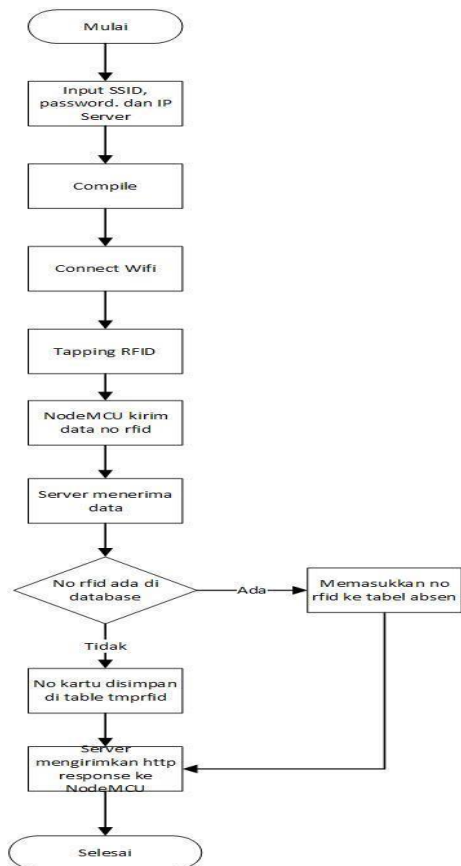 Mulai
Input SSID,
password. dan IP
Server
Compile
Connect Wifi
Tapping RFID
NodeMCU kirim
data no rfid
Server menerima
data
No rfid ada di
database
Ada
Memasukkan no
rfid ke tabel absen
Tidak
No kartu disimpan
di table tmprfid
Server
mengirimkan http
response ke
NodeMCU
Selesai